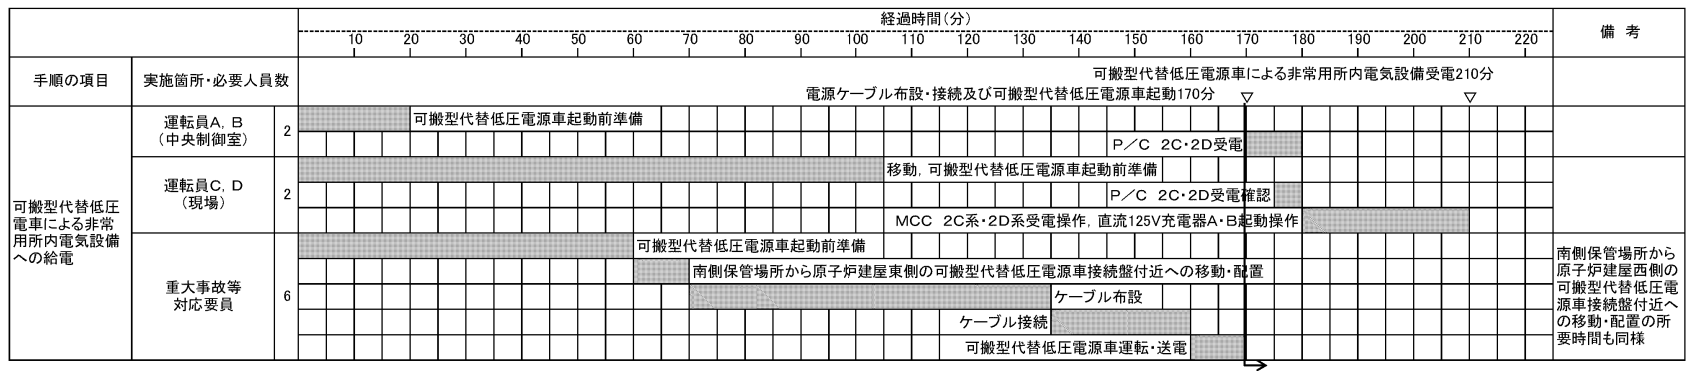 経過時間(分)
備 考
10 20 30 40 50 60 70 80 90 100 110 120 130 140 150 160 170 180 190 200 210 220
手順の項目
実施箇所・必要人員数
可搬型代替低圧電源車による非常用所内電気設備受電210分
電源ケーブル布設・接続及び可搬型代替低圧電源車起動170分
▽
▽
可搬型代替低圧
電車による非常
用所内電気設備
への給電
運転員A，B
(中央制御室)
2
可搬型代替低圧電源車起動前準備
P／C 2C・2D受電
運転員C，D
(現場)
2
移動，可搬型代替低圧電源車起動前準備
P／C 2C・2D受電確認
MCC 2C系・2D系受電操作，直流125V充電器A・B起動操作
重大事故等
対応要員
6
可搬型代替低圧電源車起動前準備
南側保管場所から原子炉建屋東側の可搬型代替低圧電源車接続盤付近への移動・配置
ケーブル布設
ケーブル接続
可搬型代替低圧電源車運転・送電
南側保管場所から
原子炉建屋西側の
可搬型代替低圧電
源車接続盤付近へ
の移動・配置の所
要時間も同様